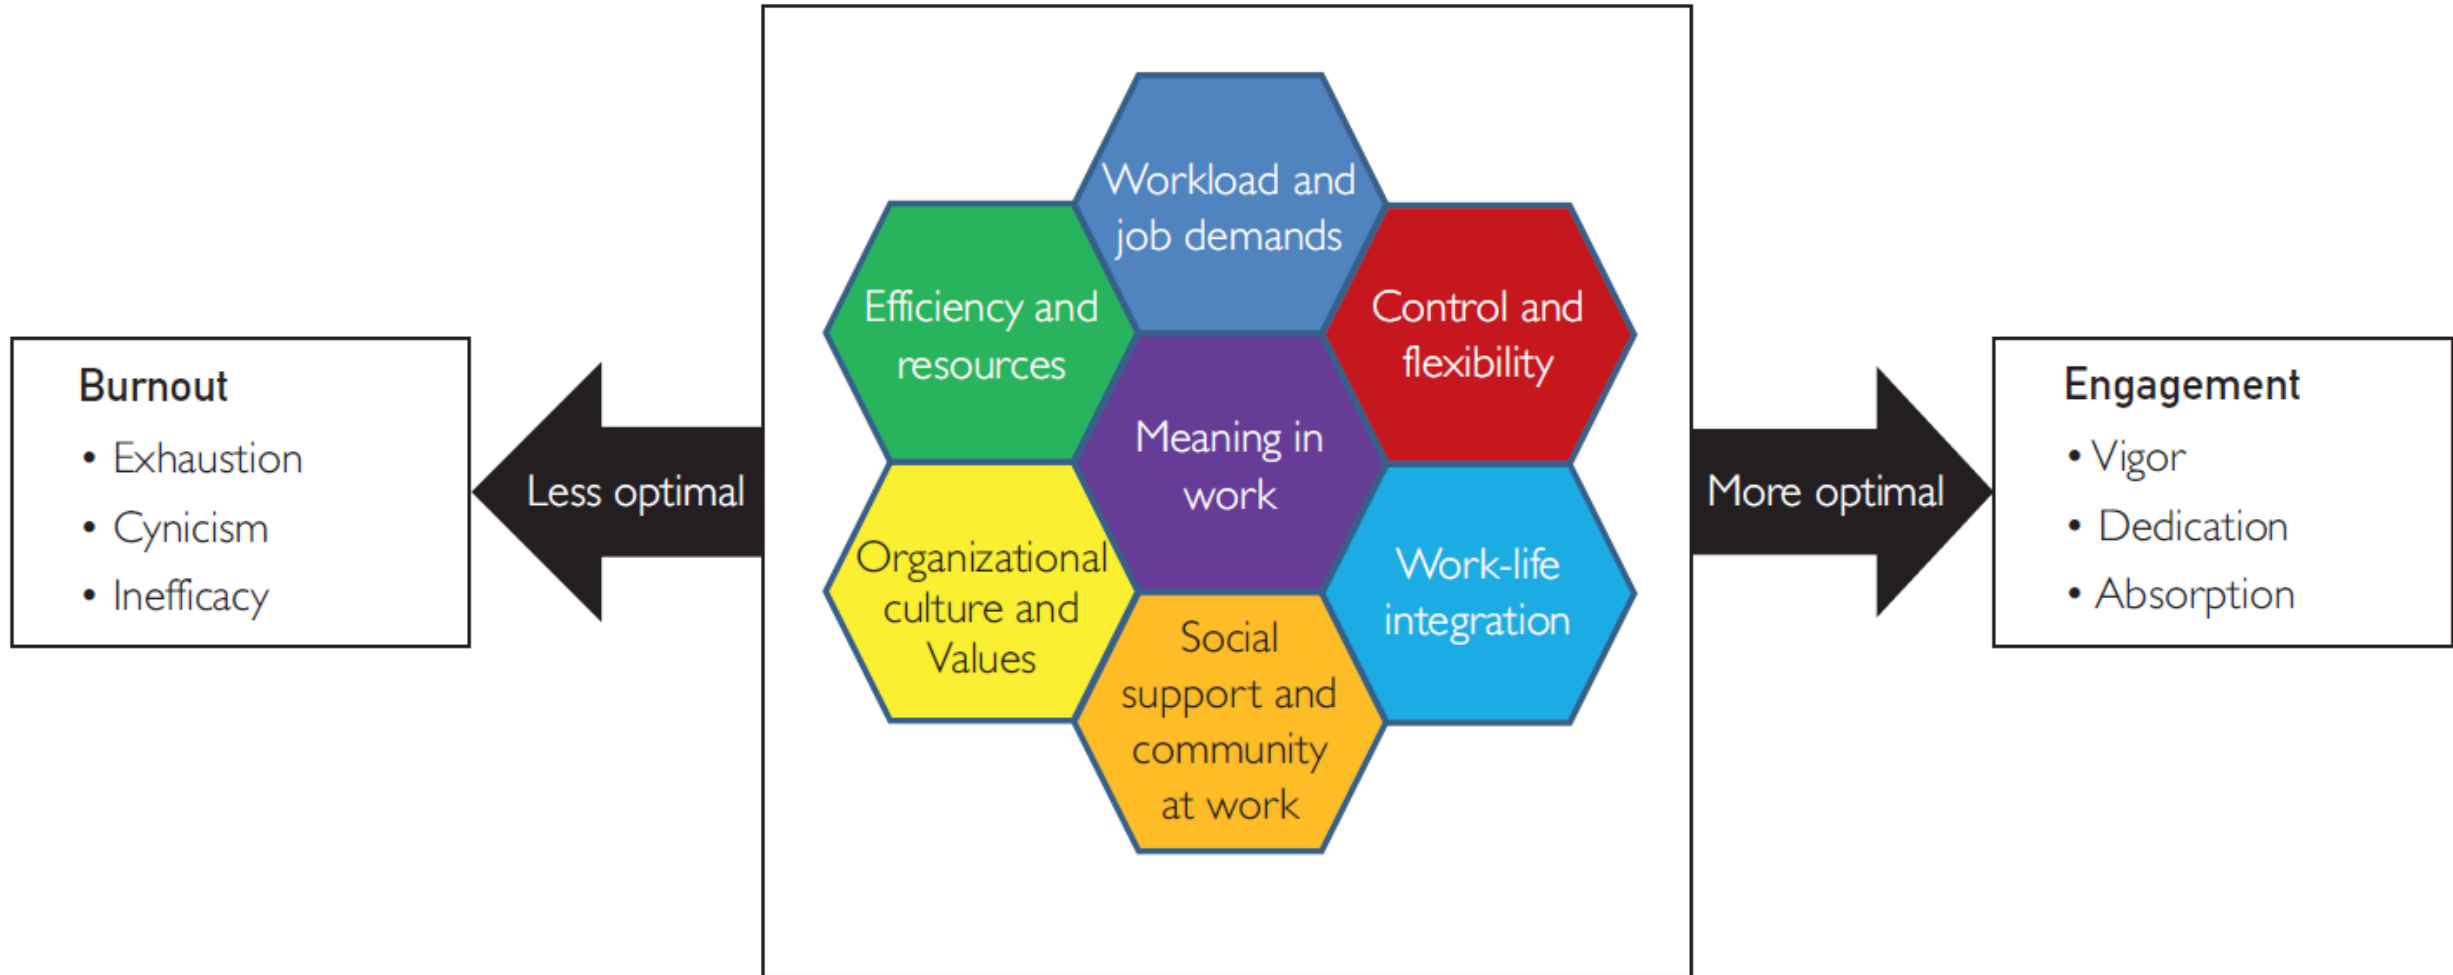 Burnout
• Exhaustion
• Cynicism
• Inefficacy
Less optimal
Workload and
job demands
Efficiency and
resources
Control and
flexibility
Meaning in
work
Organizational
culture and
Values
Work-life
integration
Social
support and
community
at work
More optimal
Engagement
• Vigor
• Dedication
• Absorption